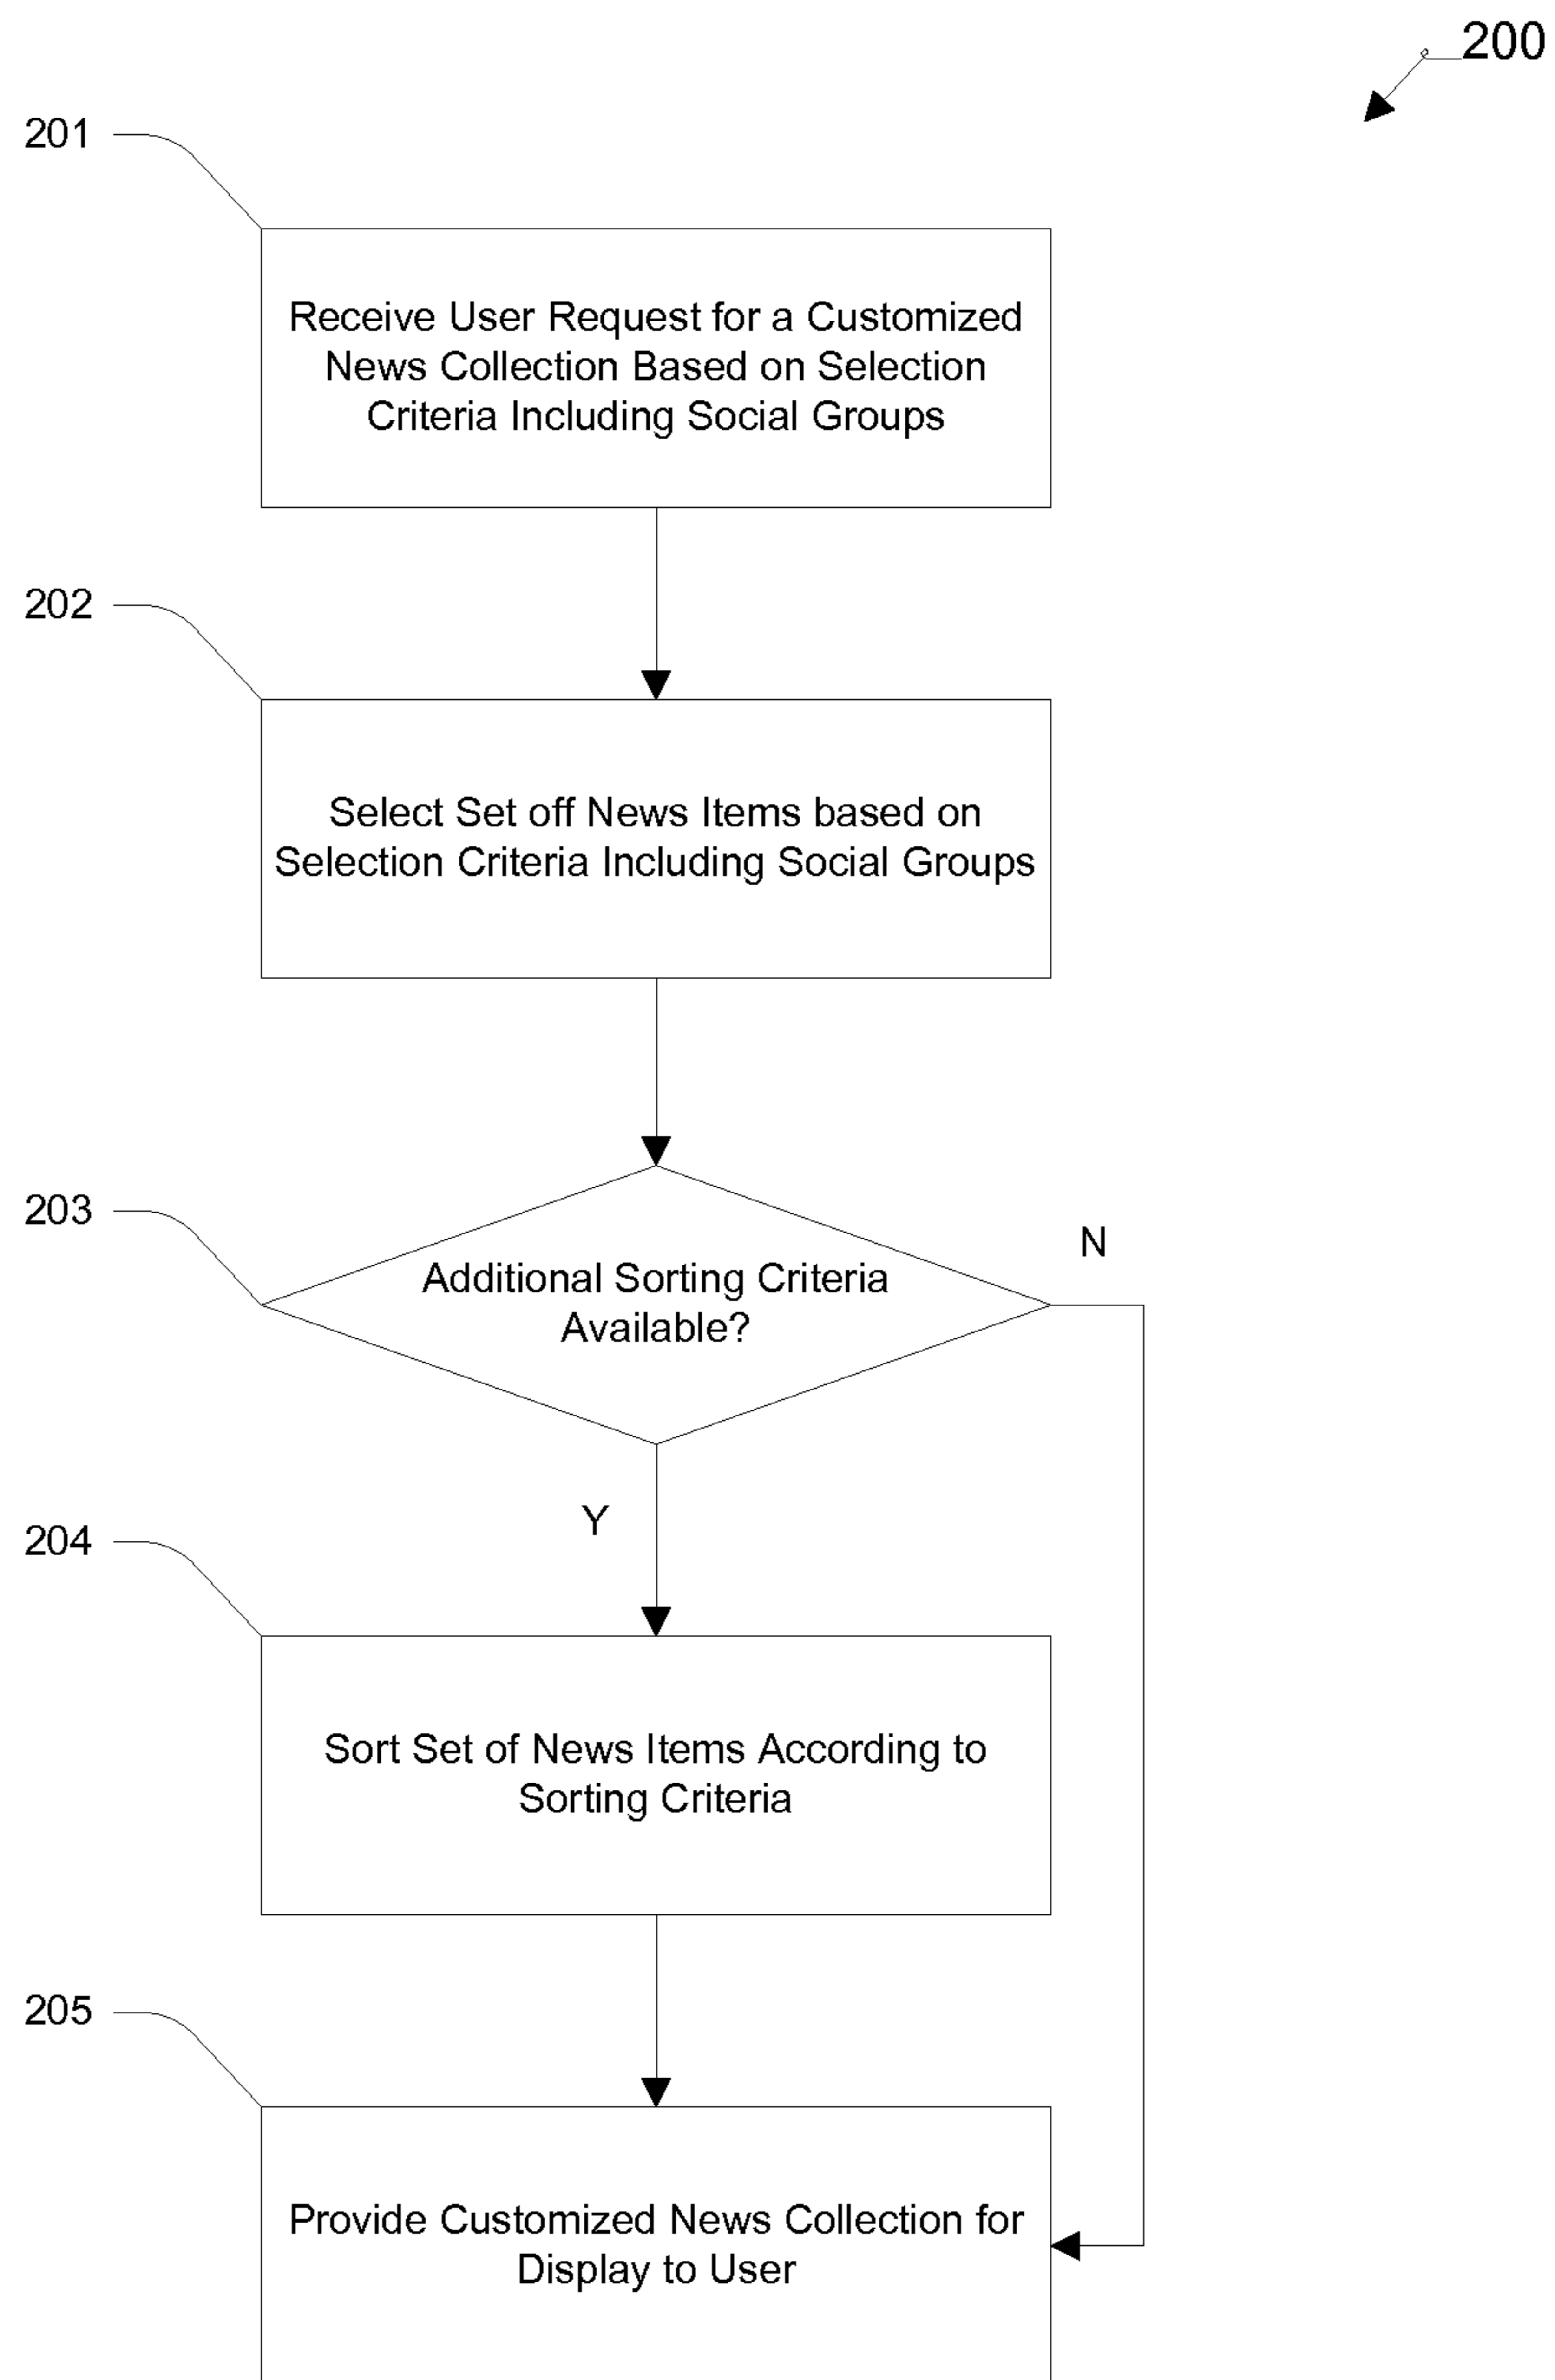 200
201
Receive User Request for a Customized
News Collection Based on Selection
Criteria Including Social Groups
202
Select Set off News Items based on
Selection Criteria Including Social Groups
203
Additional Sorting Criteria
Available?
N
Y
204
Sort Set of News Items According to
Sorting Criteria
205
Provide Customized News Collection for
Display to User